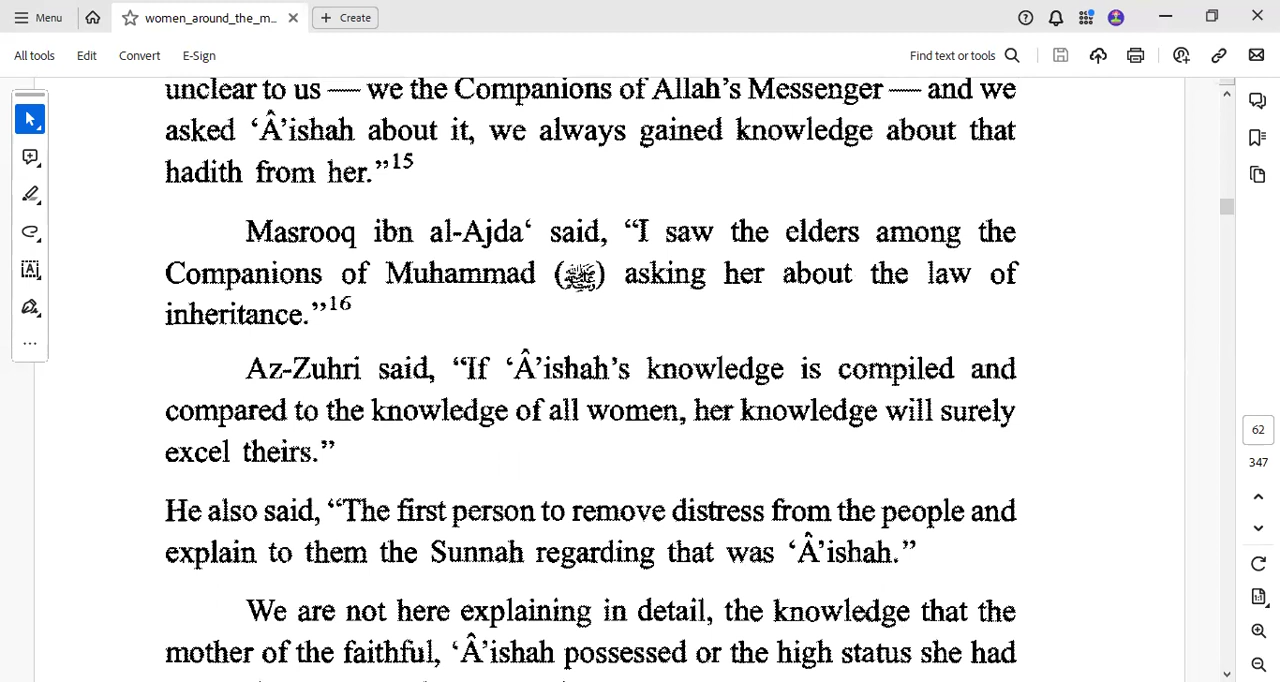 Menu
women_around_the_m...
Create
All tools
Edit
Convert
E-Sign
Find text or tools
unclear to us — we the Companions of Allah's Messenger — and we
asked ‘Â’ishah about it, we always gained knowledge about that
hadith from her.”15
Masrooq ibn al-Ajda‘ said, “I saw the elders among the
Companions of Muhammad (ﷺ) asking her about the law of
inheritance.”16
Az-Zuhri said, “If ‘Â’ishah’s knowledge is compiled and
compared to the knowledge of all women, her knowledge will surely
excel theirs.”
He also said, “The first person to remove distress from the people and
explain to them the Sunnah regarding that was ‘Â’ishah.”
We are not here explaining in detail, the knowledge that the
mother of the faithful, ‘Â’ishah possessed or the high status she had
62
347